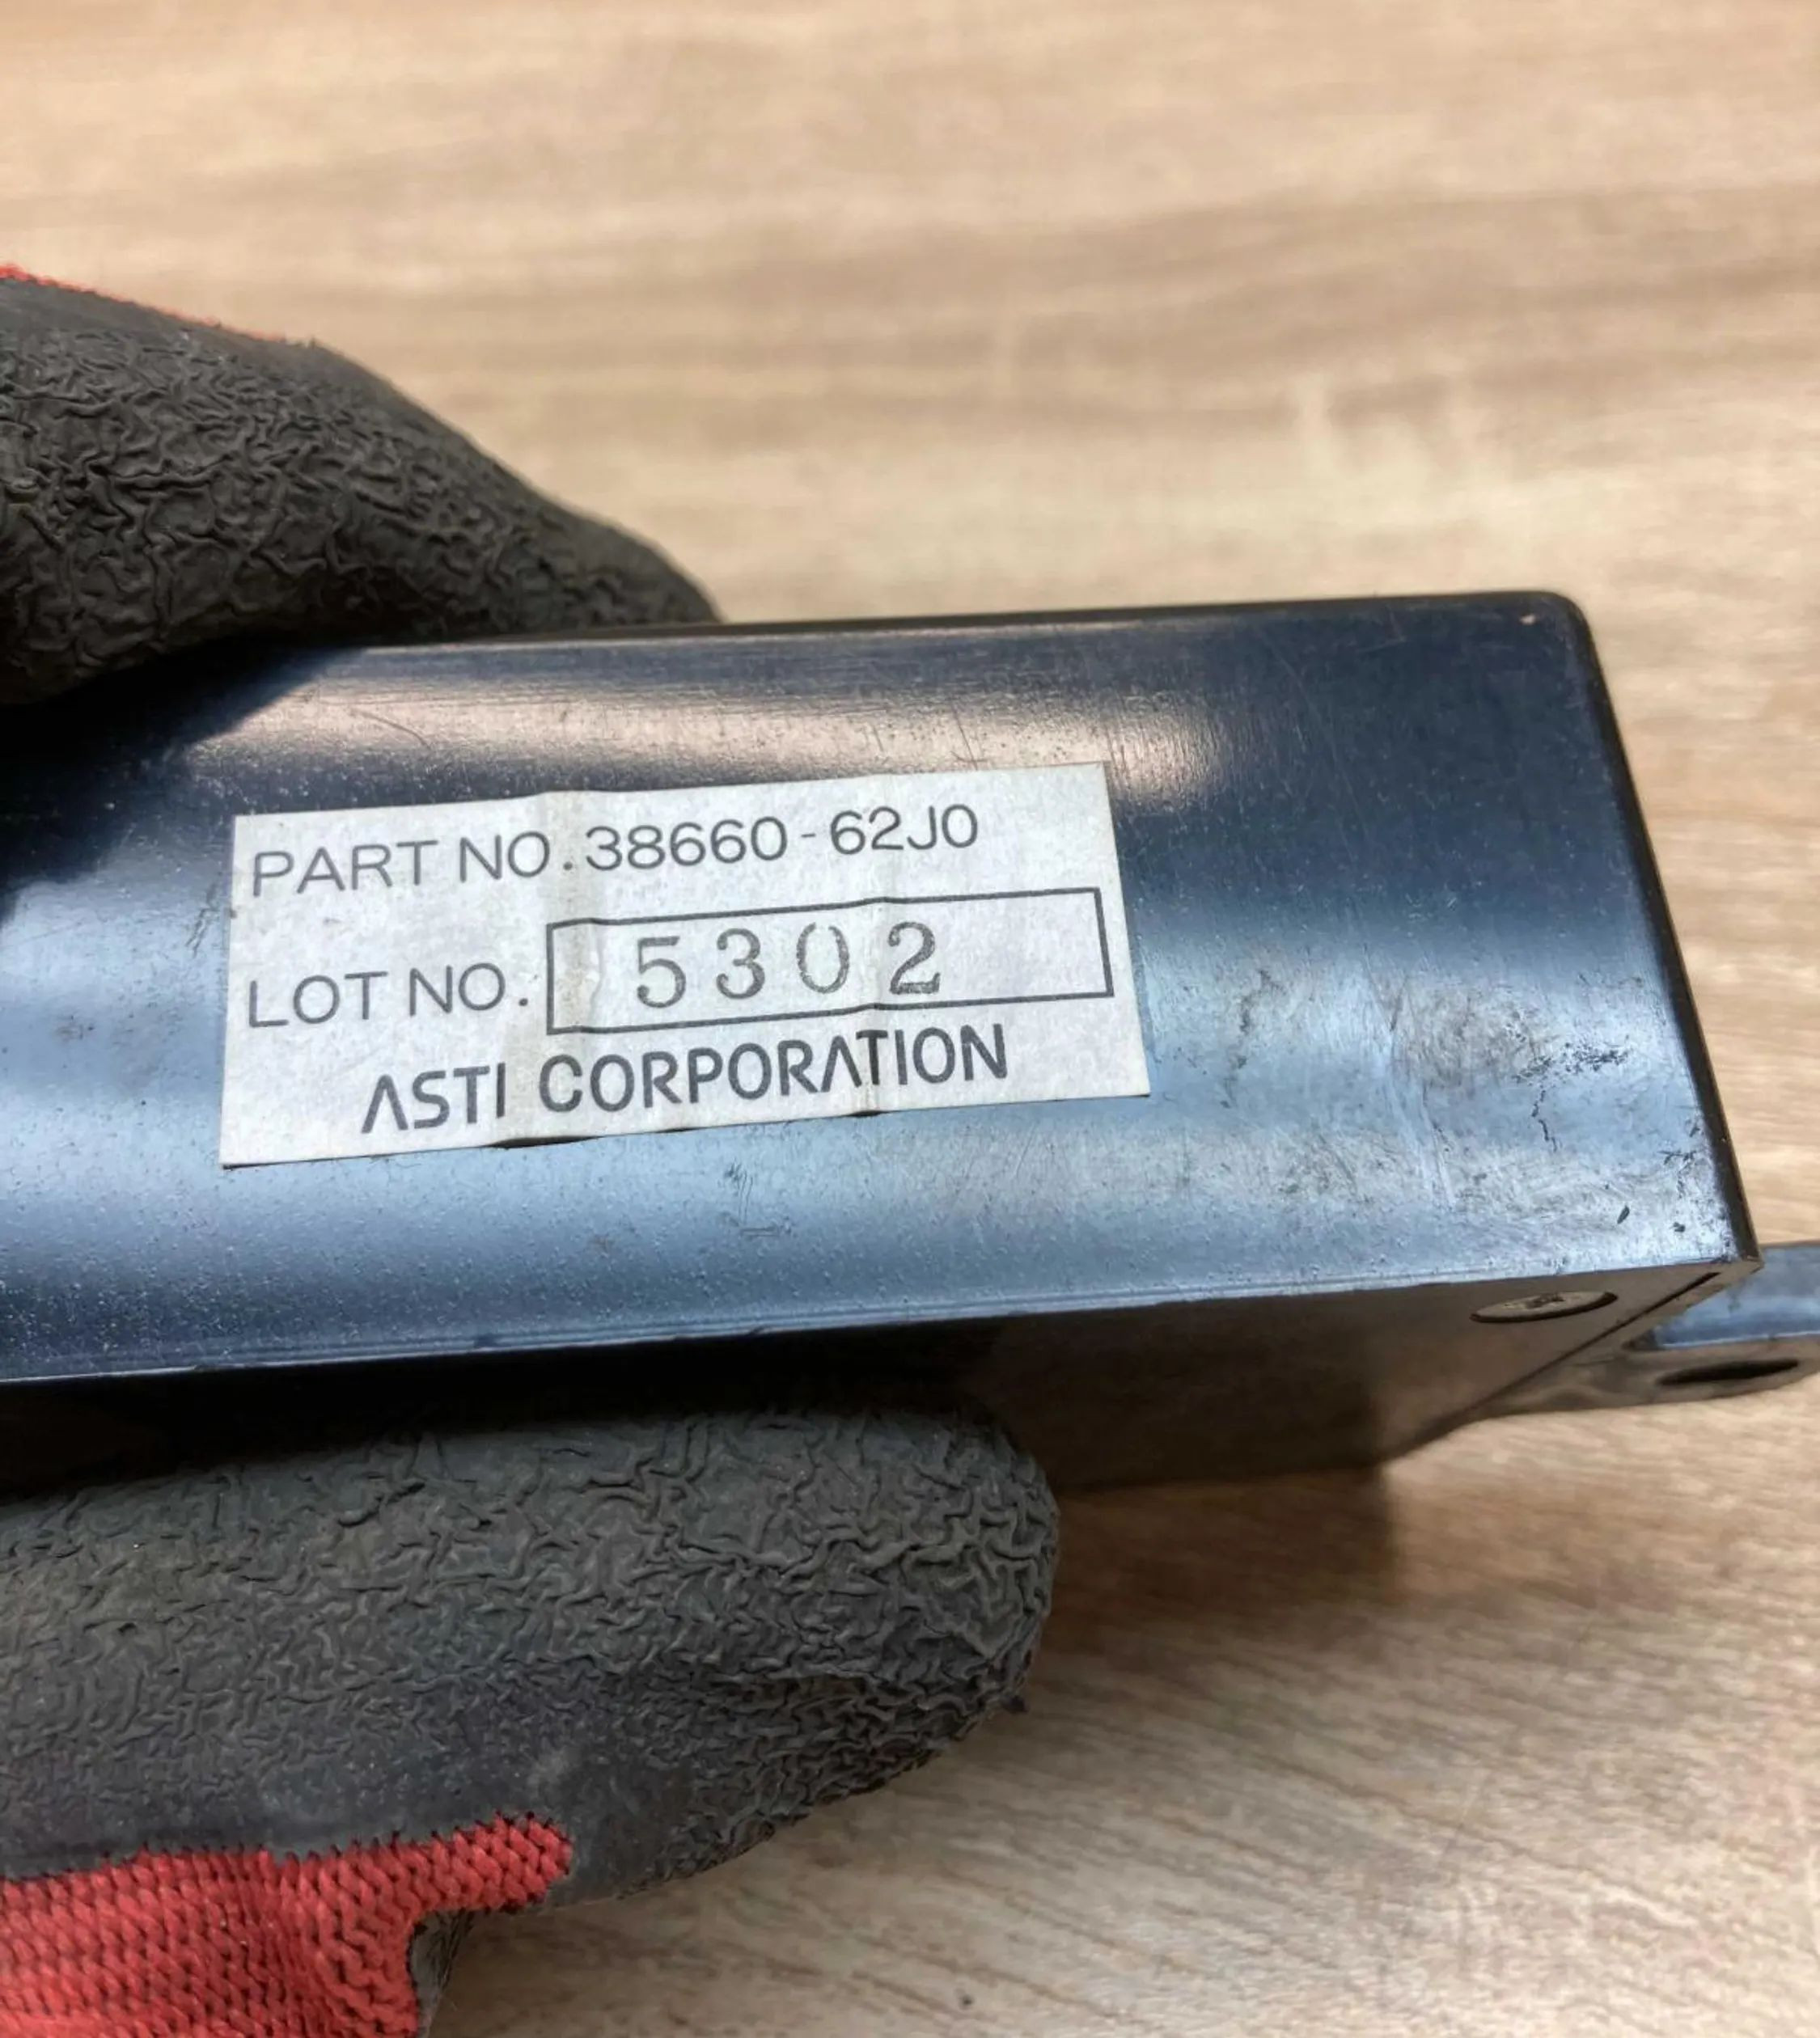 PART NO. 38660-62J0
LOT NO. 5302
ASTI CORPORATION